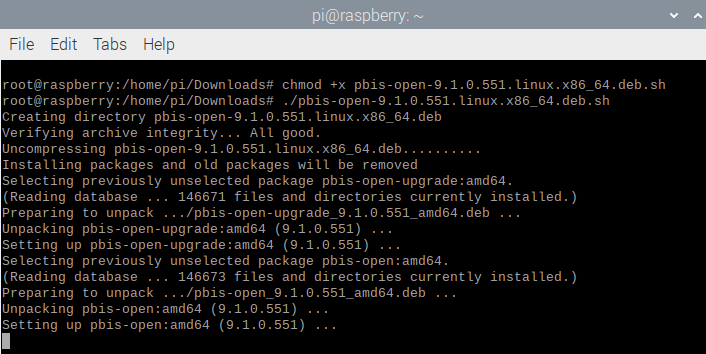 pi@raspberry: ~
File Edit Tabs Help
root@raspberry:/home/pi/Downloads# chmod +x pbis-open-9.1.0.551.linux.x86_64.deb.sh
root@raspberry:/home/pi/Downloads# ./pbis-open-9.1.0.551.linux.x86_64.deb.sh
Creating directory pbis-open-9.1.0.551.linux.x86_64.deb
Verifying archive integrity... All good.
Uncompressing pbis-open-9.1.0.551.linux.x86_64.deb..........
Installing packages and old packages will be removed
Selecting previously unselected package pbis-open-upgrade:amd64.
(Reading database ... 146671 files and directories currently installed.)
Preparing to unpack .../pbis-open-upgrade_9.1.0.551_amd64.deb ...
Unpacking pbis-open-upgrade:amd64 (9.1.0.551) ...
Setting up pbis-open-upgrade:amd64 (9.1.0.551) ...
Selecting previously unselected package pbis-open:amd64.
(Reading database ... 146673 files and directories currently installed.)
Preparing to unpack .../pbis-open_9.1.0.551_amd64.deb ...
Unpacking pbis-open:amd64 (9.1.0.551) ...
Setting up pbis-open:amd64 (9.1.0.551) ...